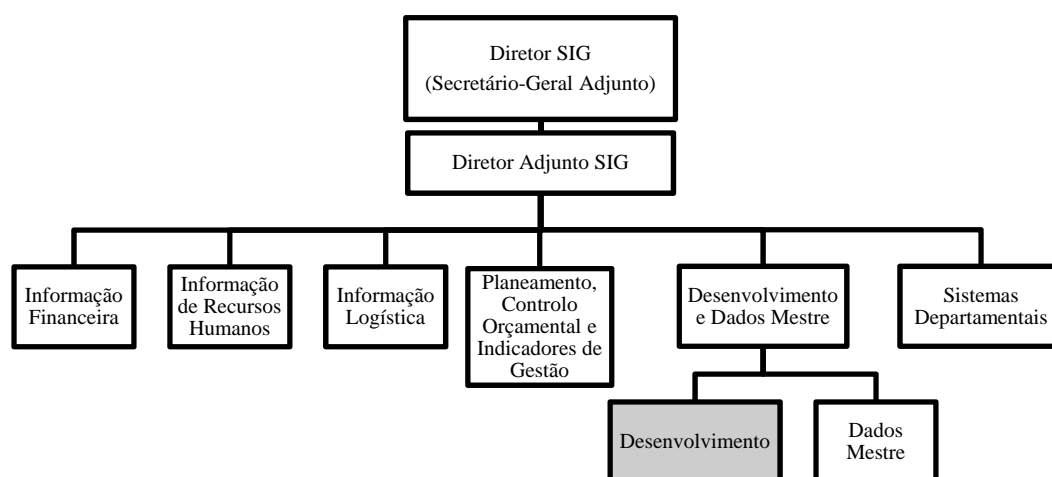 Diretor SIG
(Secretário-Geral Adjunto)
Diretor Adjunto SIG
Informação
Financeira
Informação
de Recursos
Humanos
Informação
Logística
Planeamento,
Controlo
Orçamental e
Indicadores de
Gestão
Desenvolvimento
e Dados Mestre
Sistemas
Departamentais
Desenvolvimento
Dados
Mestre